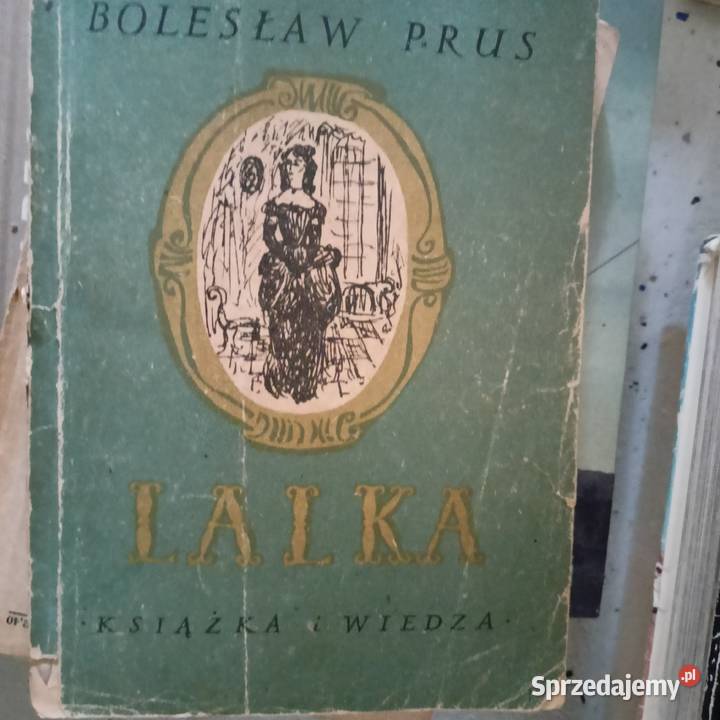 BOLESŁAW PRUS
LALKA
· KSIĄŻKA i WIEDZA ·
Sprzedajemy.pl